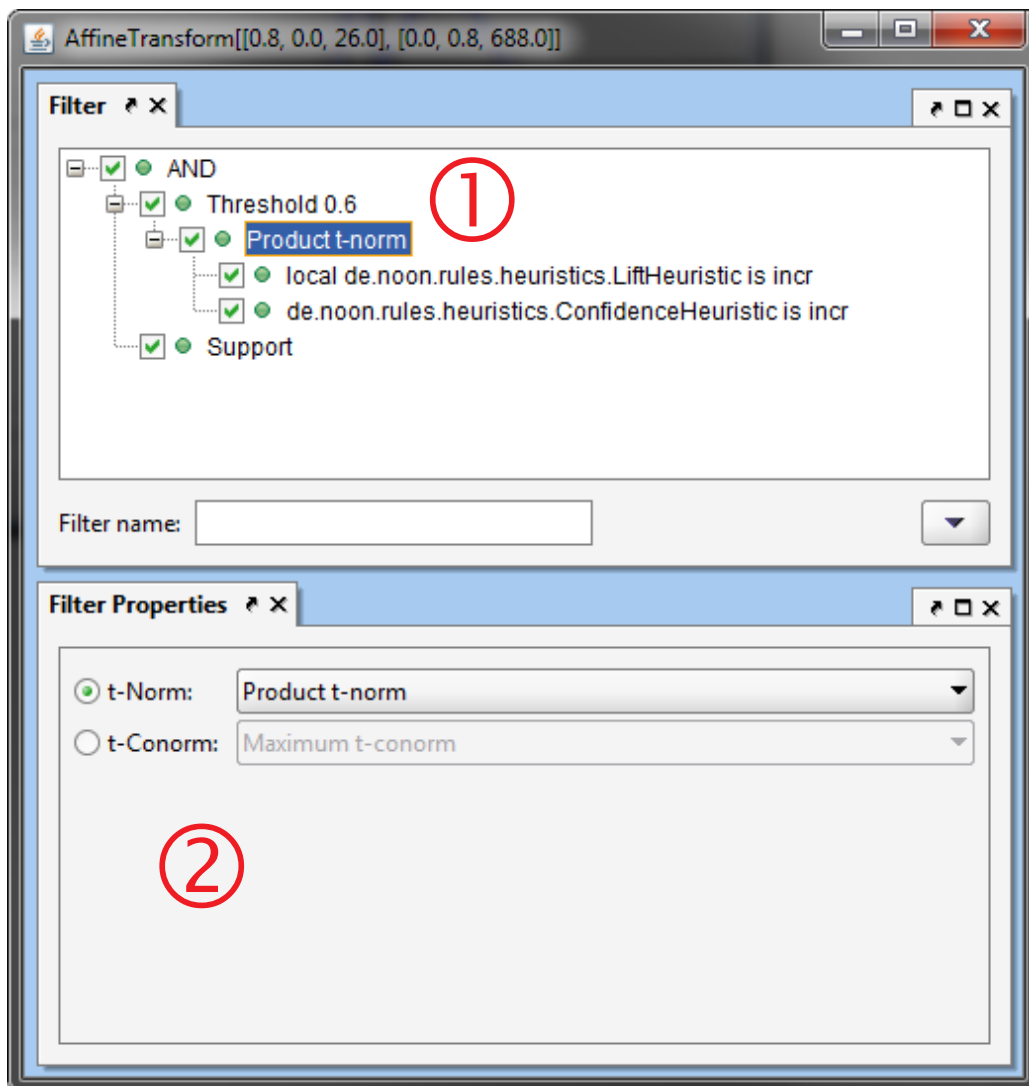 AffineTransform[[0.8, 0.0, 26.0], [0.0, 0.8, 688.0]]
Filter
AND
①
Threshold 0.6
Product t-norm
local de.noon.rules.heuristics.LiftHeuristic is incr
de.noon.rules.heuristics.ConfidenceHeuristic is incr
Support
Filter name:
Filter Properties
t-Norm: Product t-norm
t-Conorm: Maximum t-conorm
②